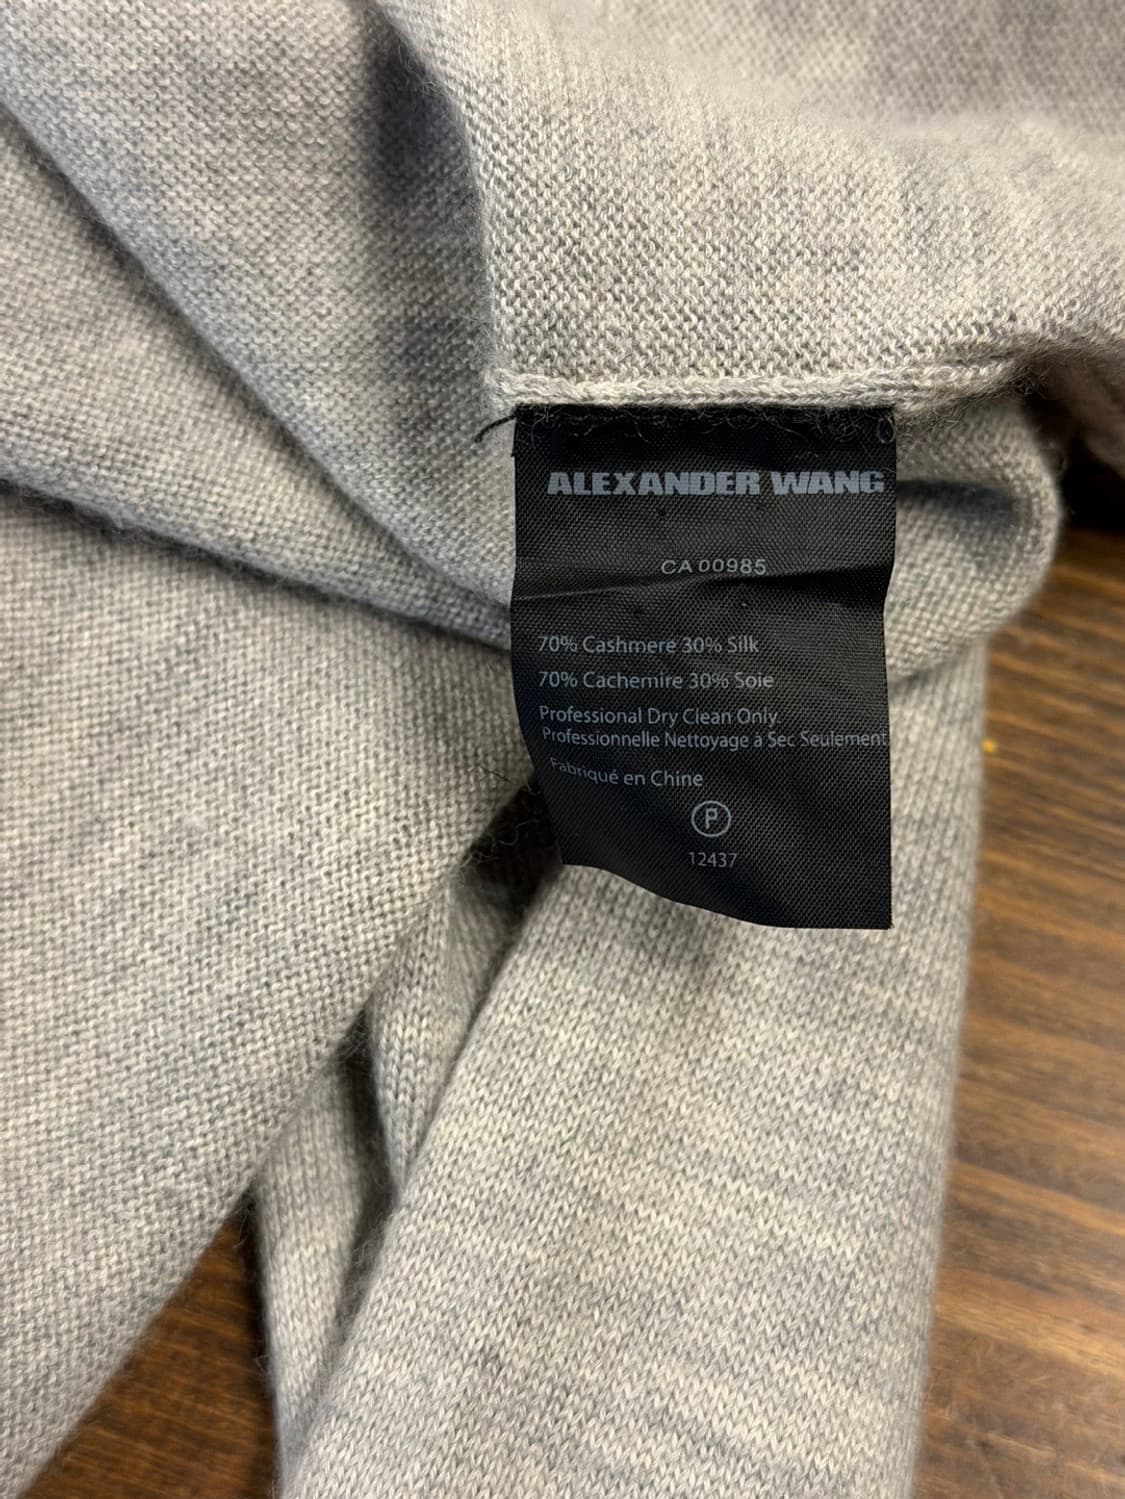 ALEXANDER WANG
CA 00985
70% Cashmere 30% Silk
70% Cachemire 30% Soie
Professional Dry Clean Only
Professionnelle Nettoyage à Sec Seulement
Fabriqué en Chine
P
12437